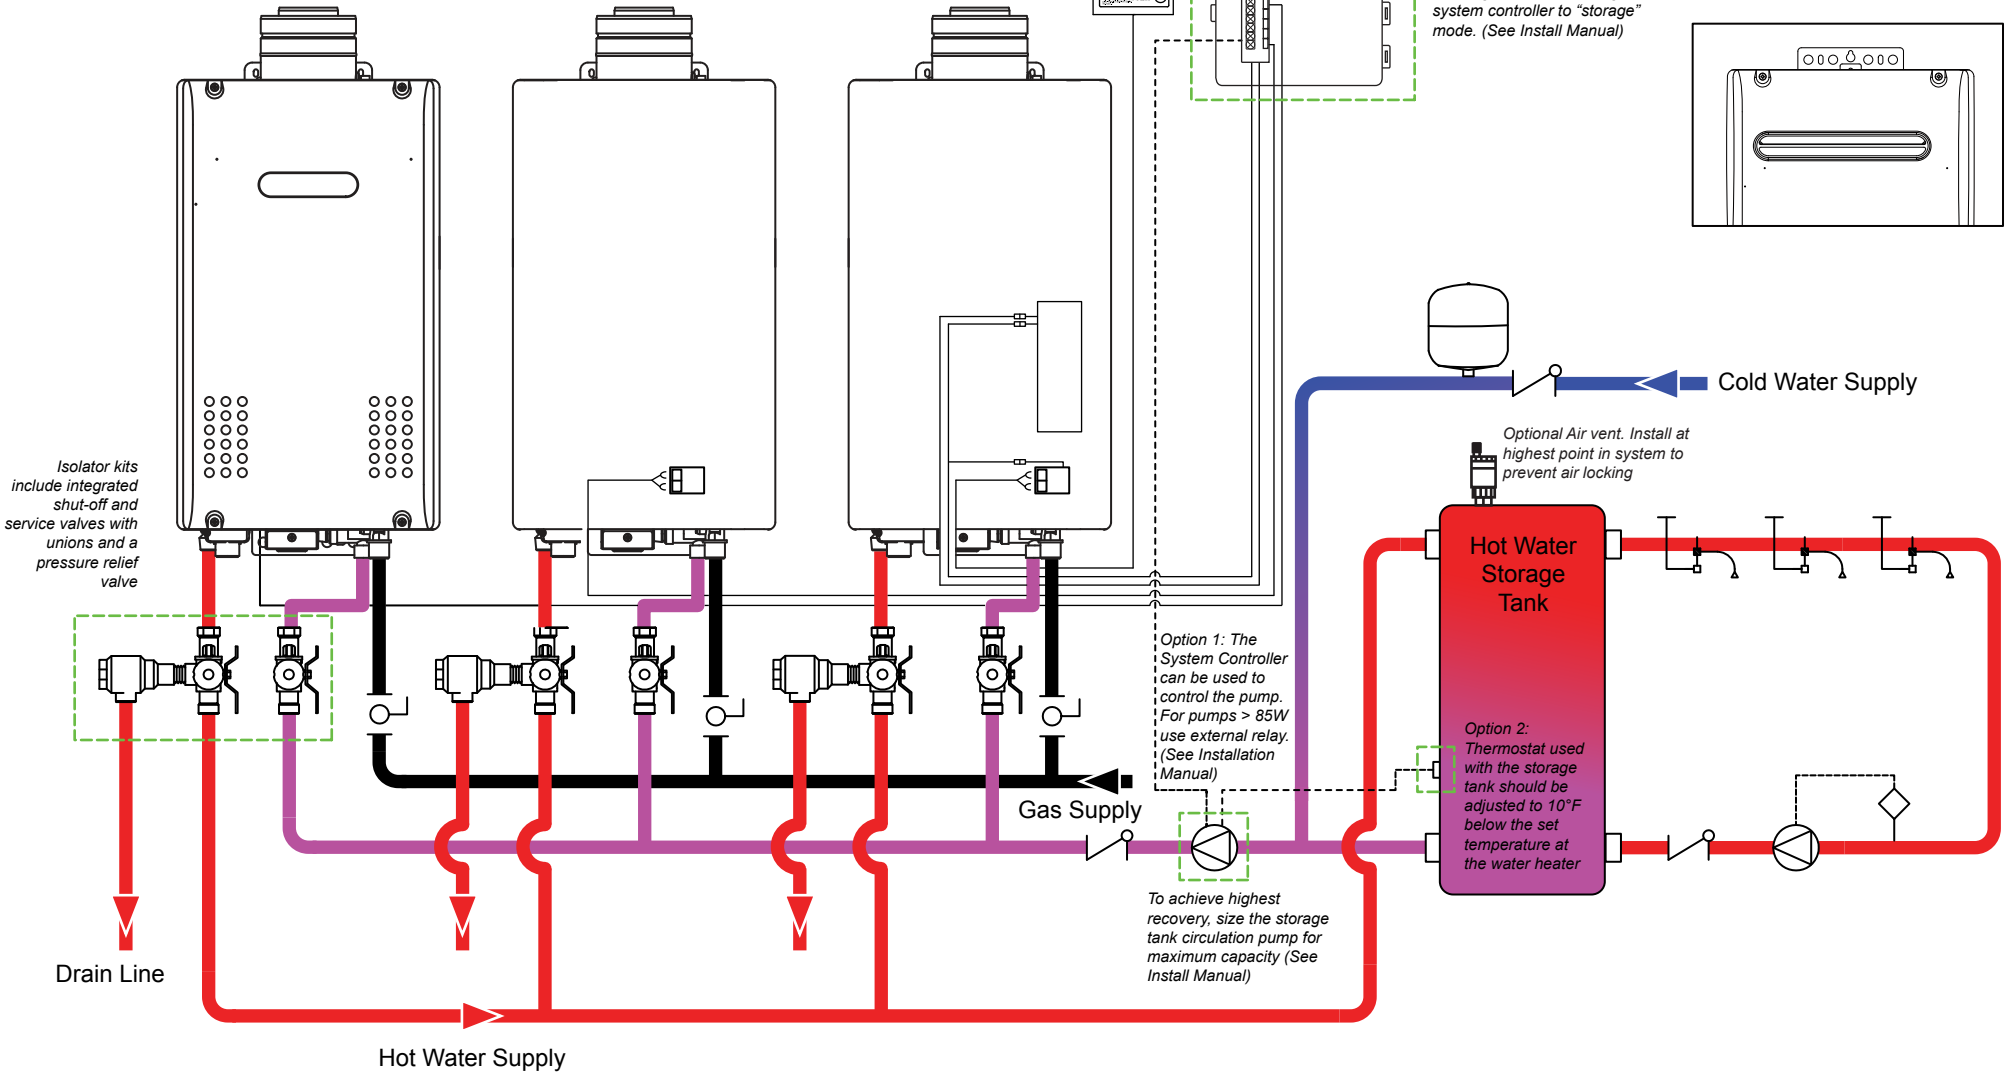 system controller to “storage”
mode. (See Install Manual)
Cold Water Supply
Optional Air vent. Install at
highest point in system to
prevent air locking
Isolator kits
include integrated
shut-off and
service valves with
unions and a
pressure relief
valve
Hot Water
Storage
Tank
Option 1: The
System Controller
can be used to
control the pump.
For pumps > 85W
use external relay.
(See Installation
Manual)
Option 2:
Thermostat used
with the storage
tank should be
adjusted to 10°F
below the set
temperature at
the water heater
Gas Supply
To achieve highest
recovery, size the storage
tank circulation pump for
maximum capacity (See
Install Manual)
Drain Line
Hot Water Supply